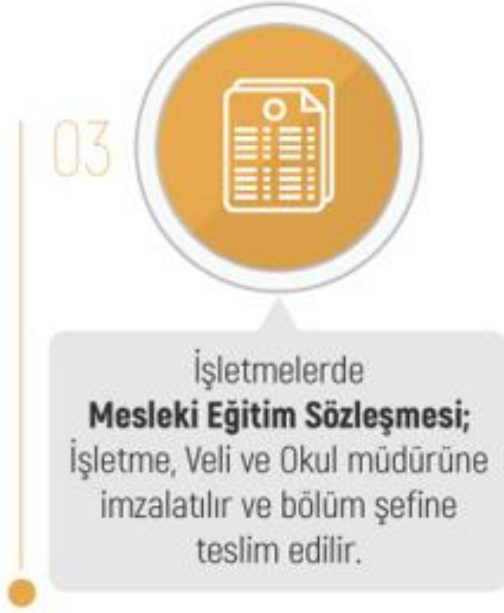 03
İşletmelerde
Mesleki Eğitim Sözleşmesi;
İşletme, Veli ve Okul müdürüne
imzalatılır ve bölüm şefine
teslim edilir.